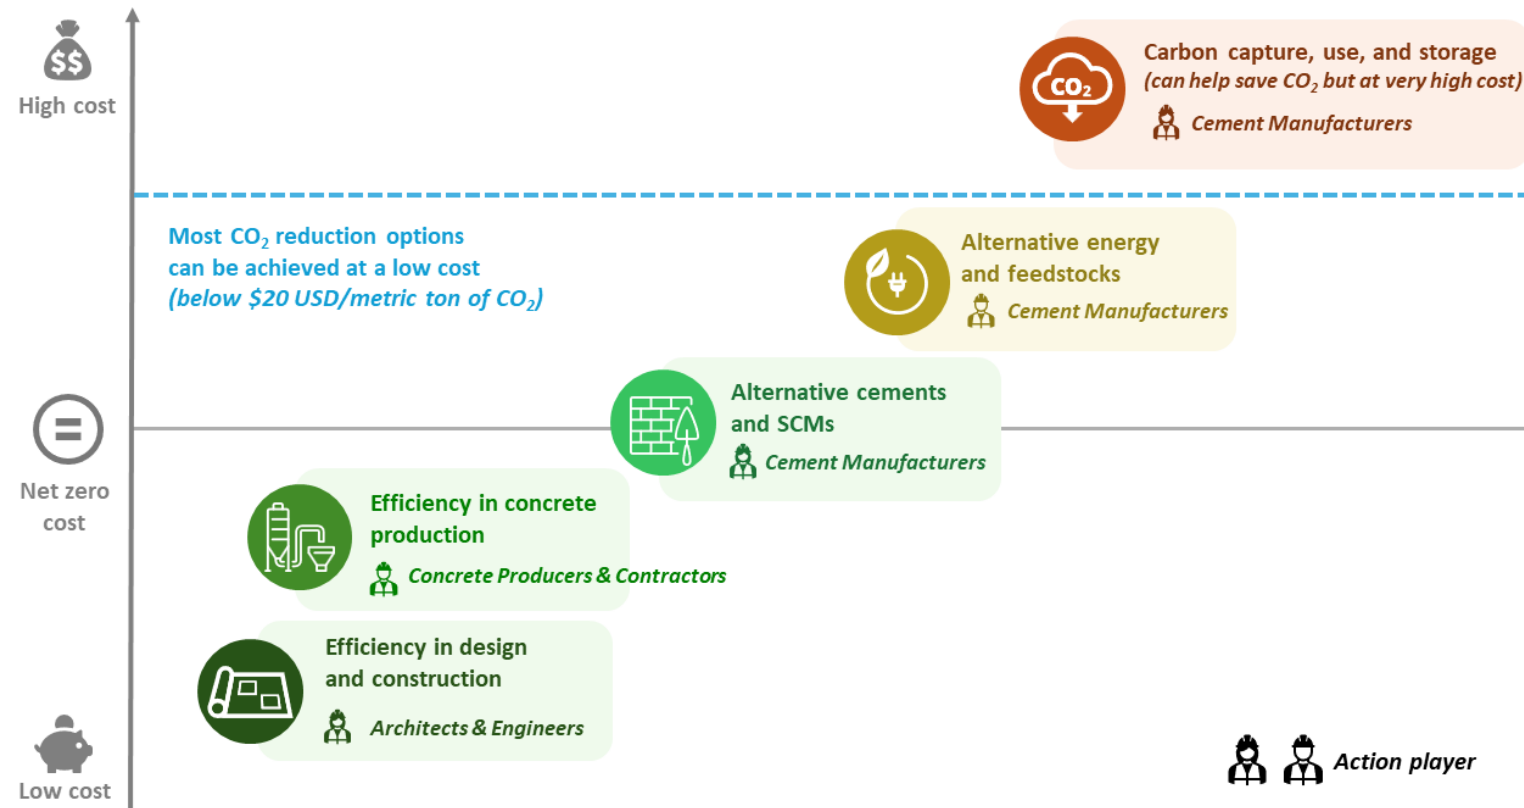 $$
High cost
CO₂
Carbon capture, use, and storage
(can help save CO₂ but at very high cost)
Cement Manufacturers
Most CO₂ reduction options
can be achieved at a low cost
(below $20 USD/metric ton of CO₂)
Alternative energy
and feedstocks
Cement Manufacturers
Alternative cements
and SCMs
Cement Manufacturers
=
Net zero
cost
Efficiency in concrete
production
Concrete Producers & Contractors
Efficiency in design
and construction
Architects & Engineers
Low cost
Action player